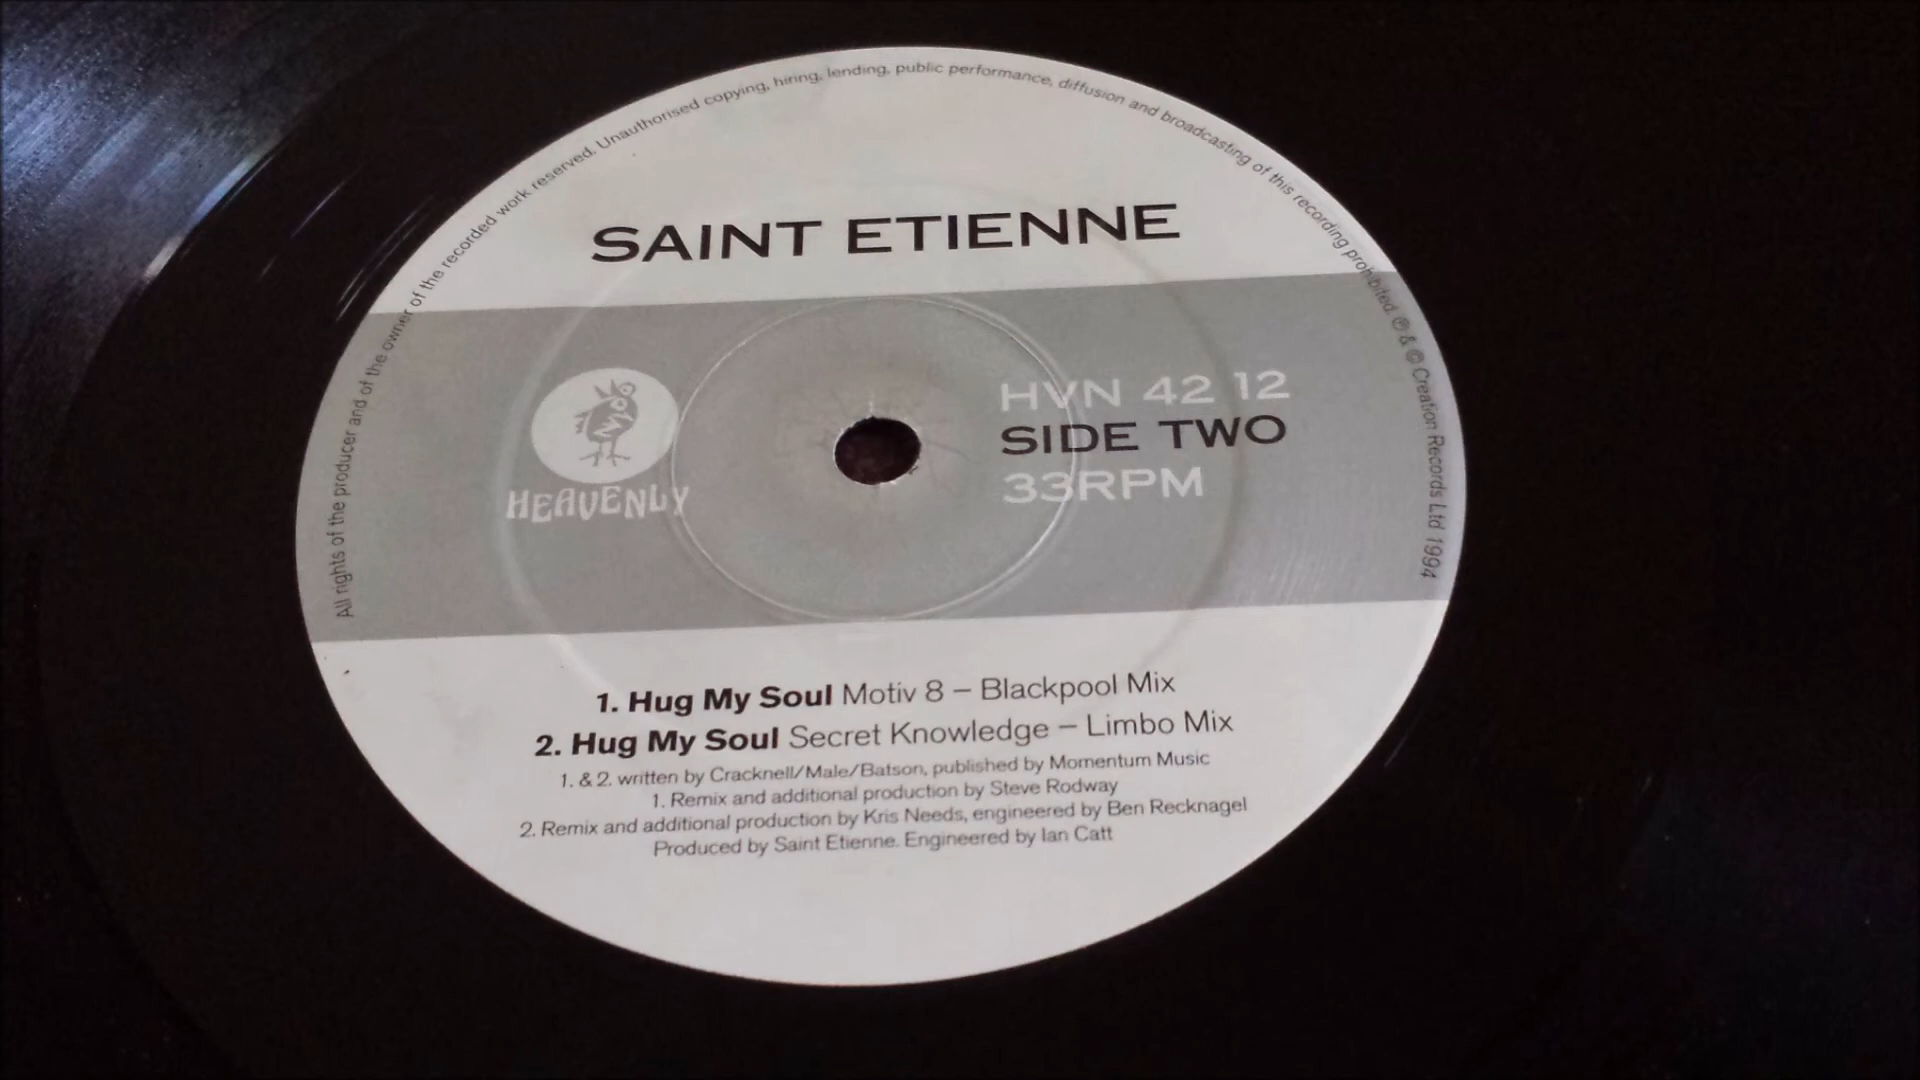 All rights of the producer and of the owner of the recorded work reserved. Unauthorised copying, hiring, lending, public performance, diffusion and broadcasting of this recording prohibited. ℗ & © Creation Records Ltd 1994
SAINT ETIENNE
HEAVENLY
HVN 42 12
SIDE TWO
33RPM
1. Hug My Soul Motiv 8 – Blackpool Mix
2. Hug My Soul Secret Knowledge – Limbo Mix
1. & 2. written by Cracknell/Male/Batson, published by Momentum Music
1. Remix and additional production by Steve Rodway
2. Remix and additional production by Kris Needs, engineered by Ben Recknagel
Produced by Saint Etienne. Engineered by Ian Catt